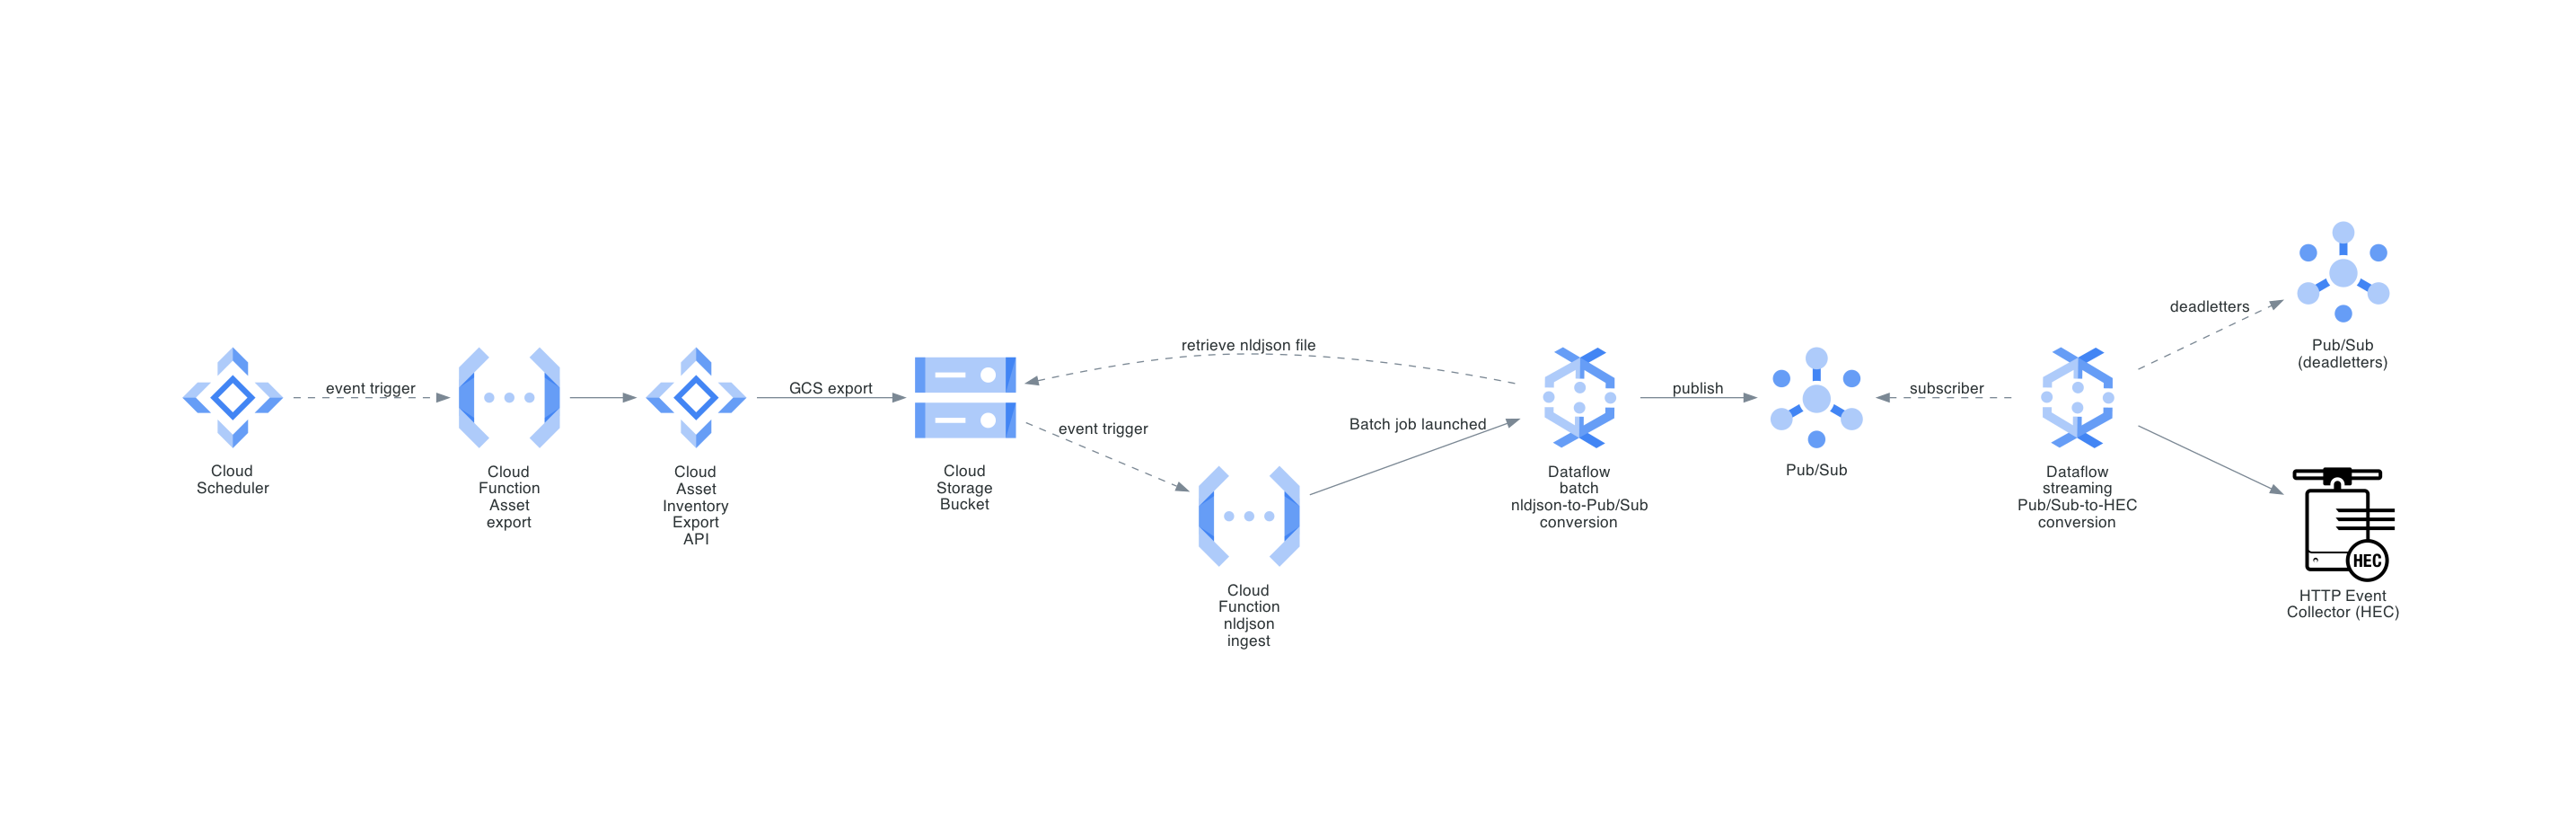 Cloud
Scheduler
event trigger
Cloud
Function
Asset
export
Cloud
Asset
Inventory
Export
API
GCS export
Cloud
Storage
Bucket
retrieve nldjson file
event trigger
Cloud
Function
nldjson
ingest
Batch job launched
Dataflow
batch
nldjson-to-Pub/Sub
conversion
publish
Pub/Sub
subscriber
Dataflow
streaming
Pub/Sub-to-HEC
conversion
deadletters
Pub/Sub
(deadletters)
HEC
HTTP Event
Collector (HEC)